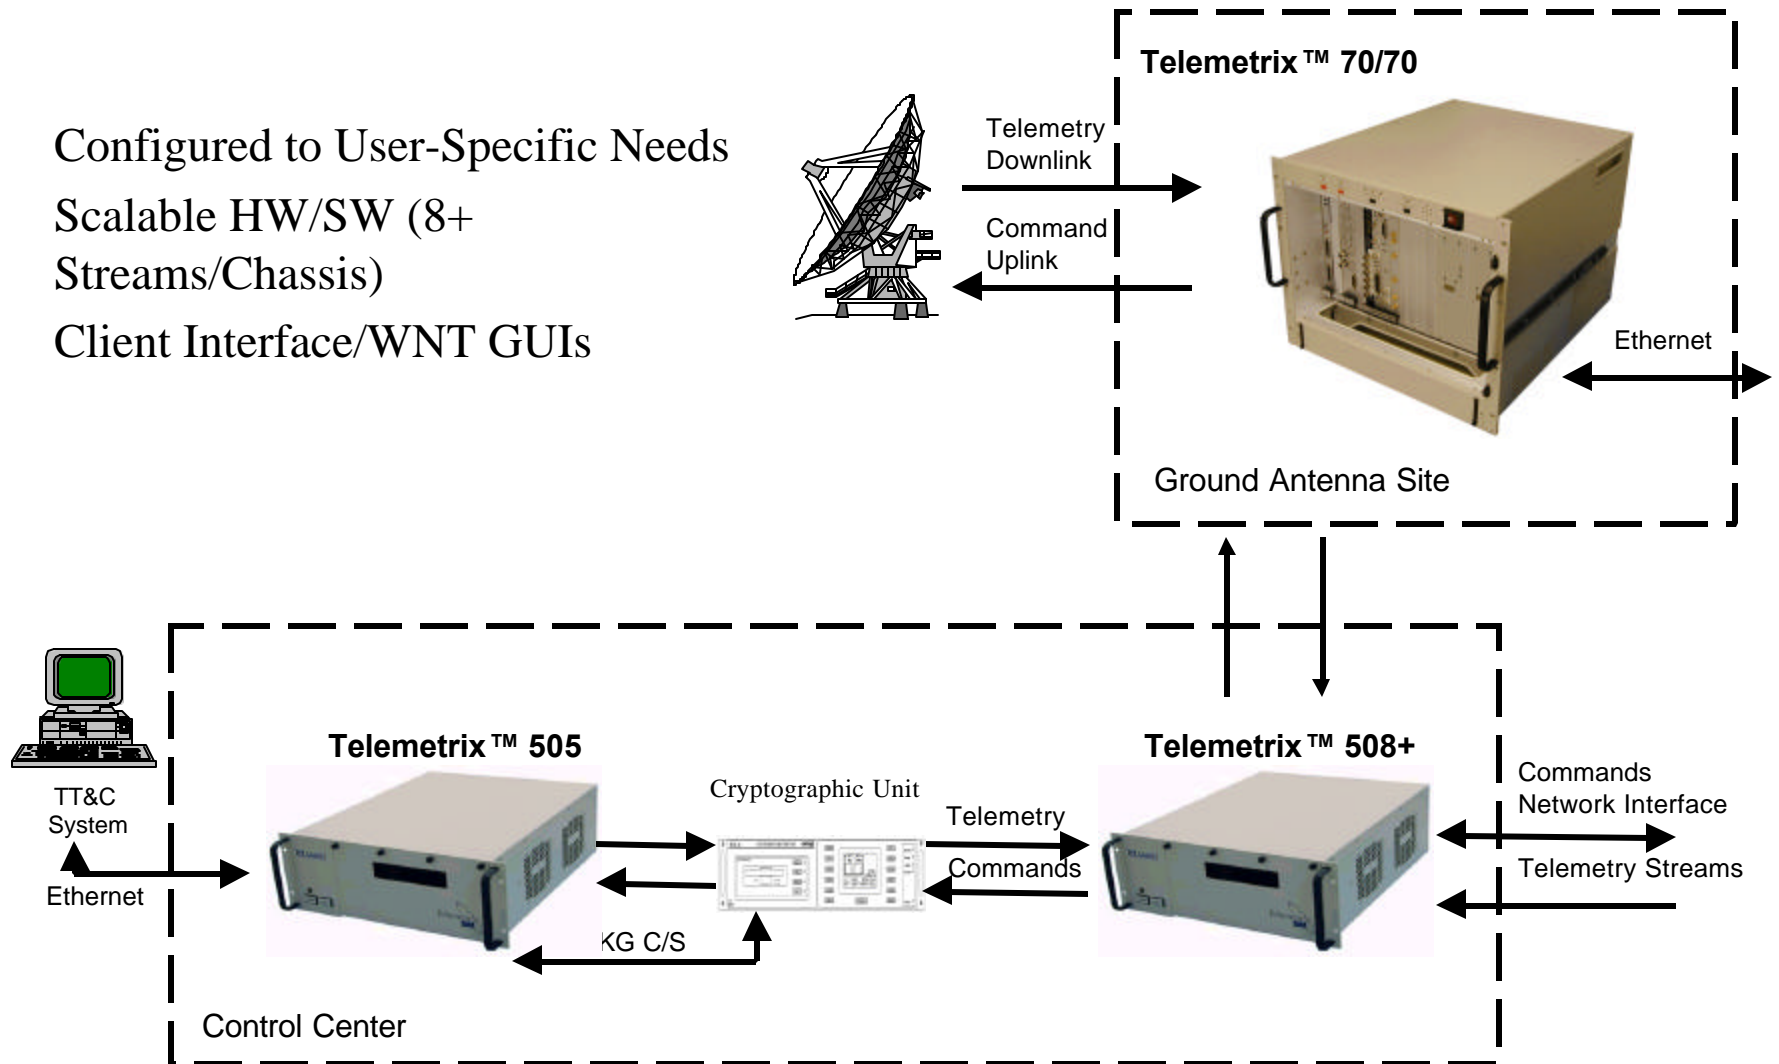 Configured to User-Specific Needs
Scalable HW/SW (8+
Streams/Chassis)
Client Interface/WNT GUIs
Telemetrix™ 70/70
Telemetry
Downlink
Command
Uplink
Ethernet
Ground Antenna Site
TT&C
System
Ethernet
Telemetrix™ 505
Cryptographic Unit
KG C/S
Telemetry
Commands
Telemetrix™ 508+
Commands
Network Interface
Telemetry Streams
Control Center